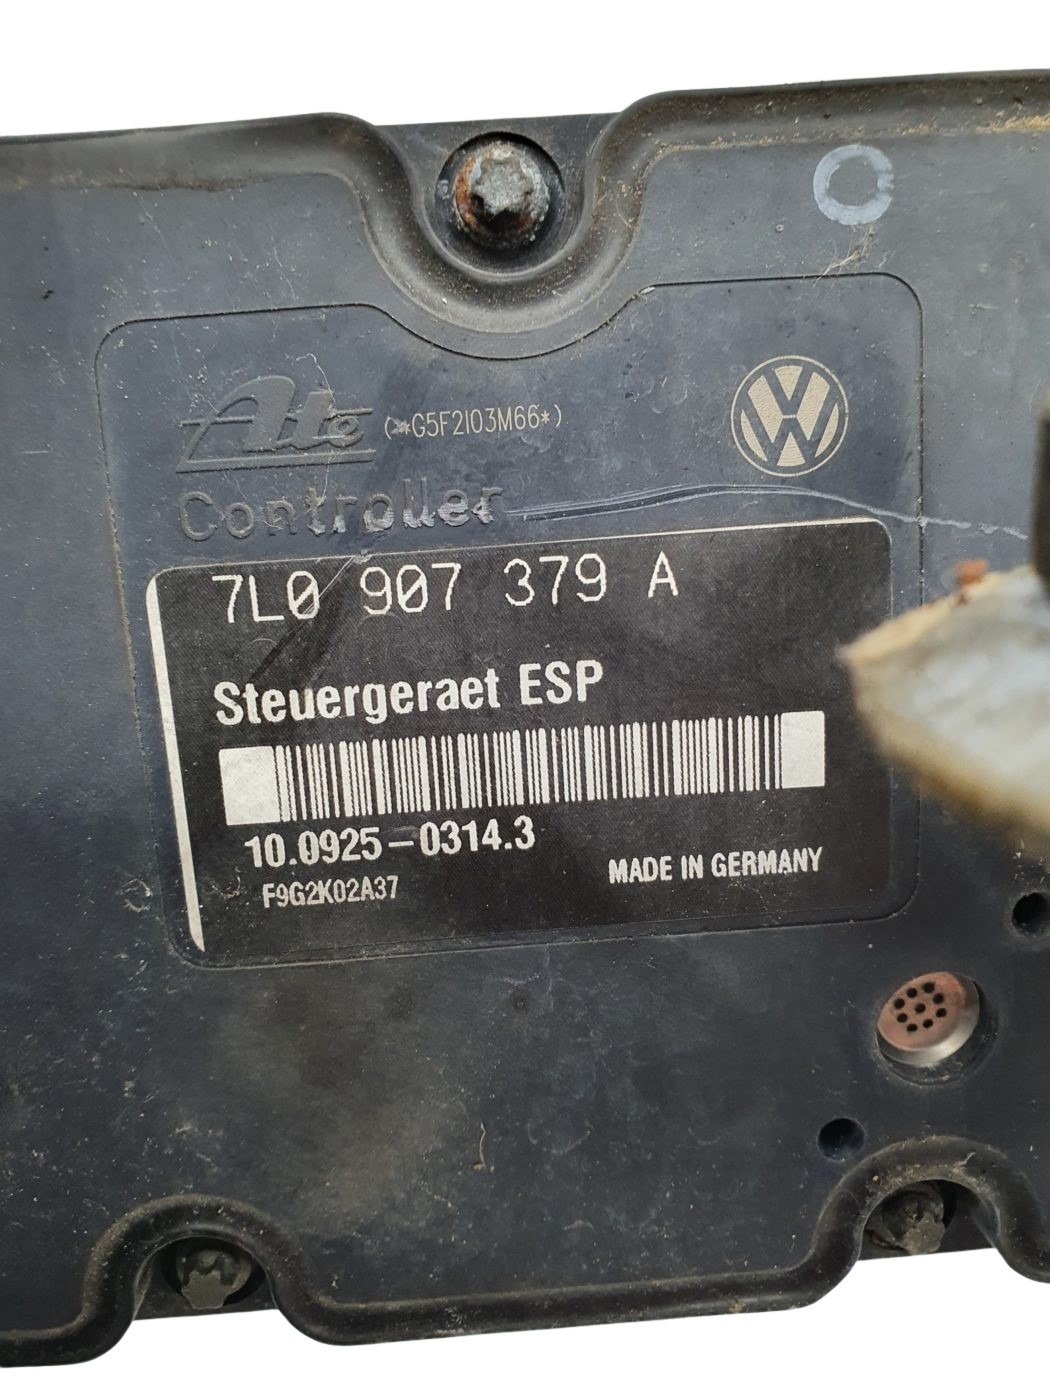 Ate (**G5F2I03M66*)
Controller
7L0 907 379 A
Steuergeraet ESP
10.0925-0314.3
MADE IN GERMANY
F9G2K02A37